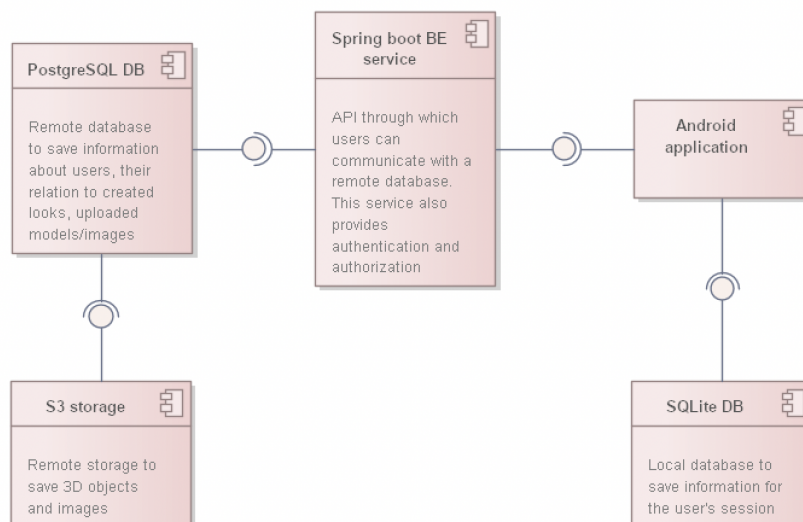 PostgreSQL DB
Remote database
to save information
about users, their
relation to created
looks, uploaded
models/images
Spring boot BE
service
API through which
users can
communicate with a
remote database.
This service also
provides
authentication and
authorization
Android
application
S3 storage
Remote storage to
save 3D objects
and images
SQLite DB
Local database to
save information for
the user's session